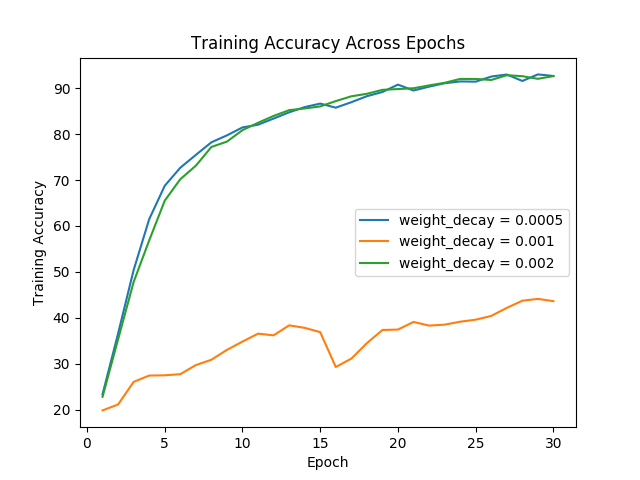 Training Accuracy Across Epochs
Training Accuracy
90
80
70
60
50
40
30
20
weight_decay = 0.0005
weight_decay = 0.001
weight_decay = 0.002
0 5 10 15 20 25 30
Epoch